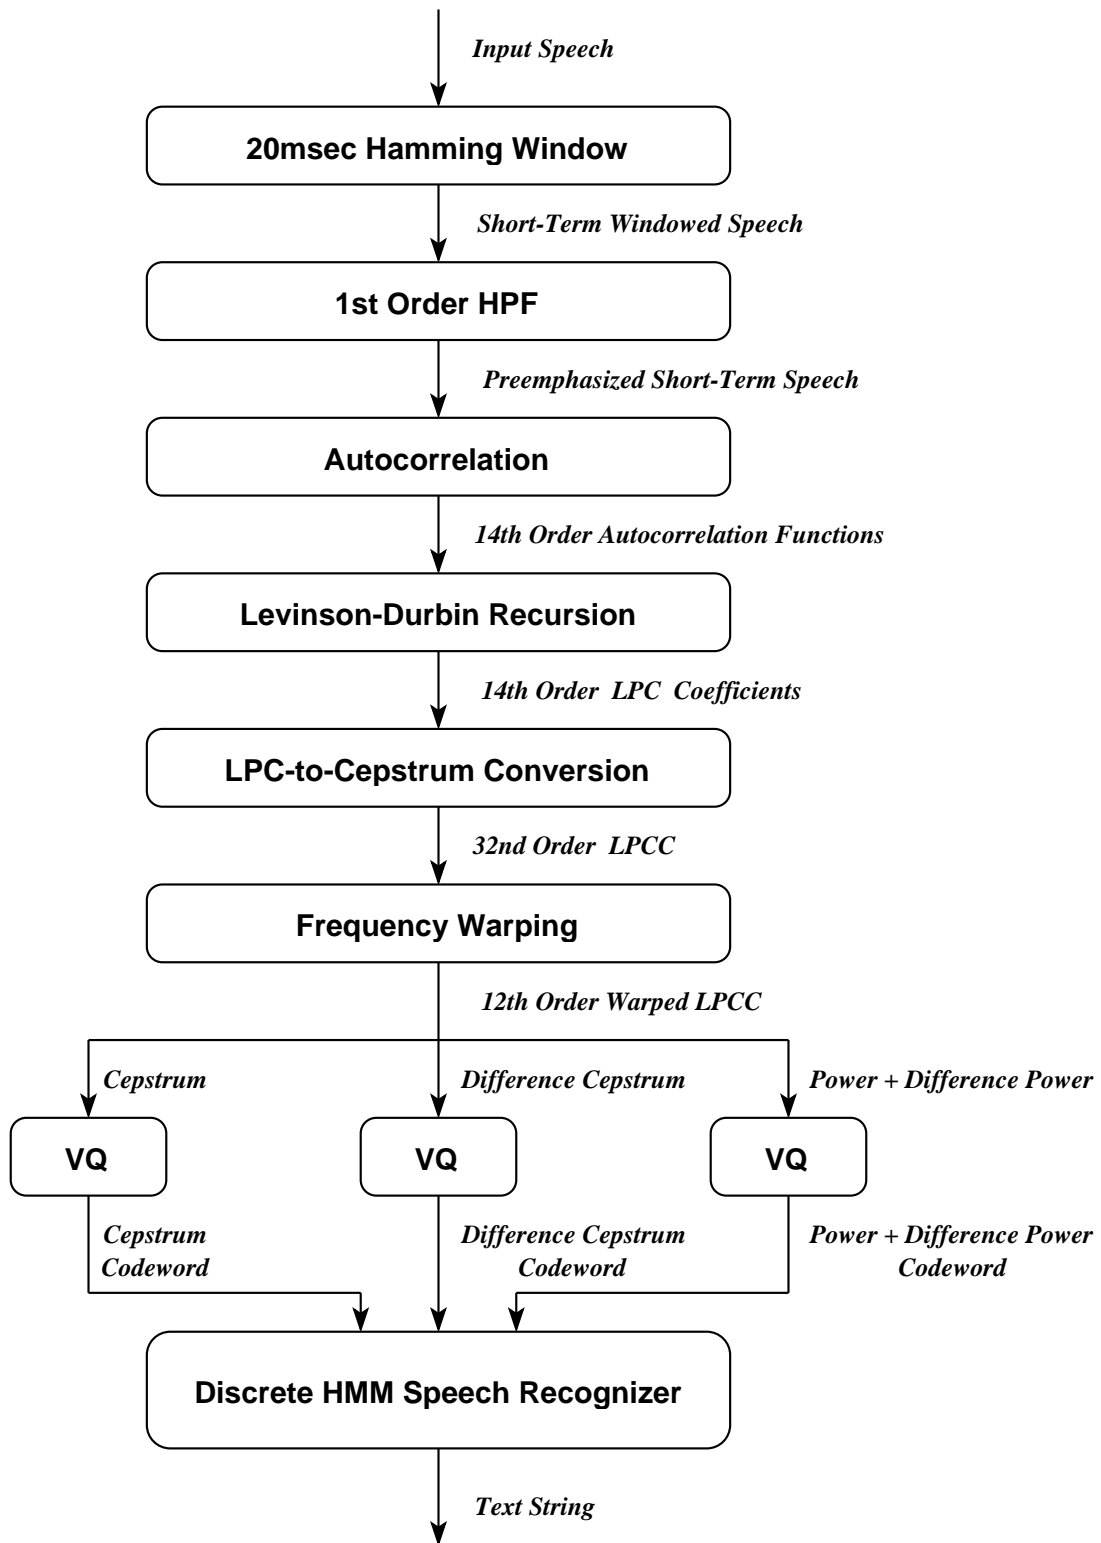 Input Speech
20msec Hamming Window
Short-Term Windowed Speech
1st Order HPF
Preemphasized Short-Term Speech
Autocorrelation
14th Order Autocorrelation Functions
Levinson-Durbin Recursion
14th Order LPC Coefficients
LPC-to-Cepstrum Conversion
32nd Order LPCC
Frequency Warping
12th Order Warped LPCC
Cepstrum
Difference Cepstrum
Power + Difference Power
VQ
VQ
VQ
Cepstrum
Codeword
Difference Cepstrum
Codeword
Power + Difference Power
Codeword
Discrete HMM Speech Recognizer
Text String